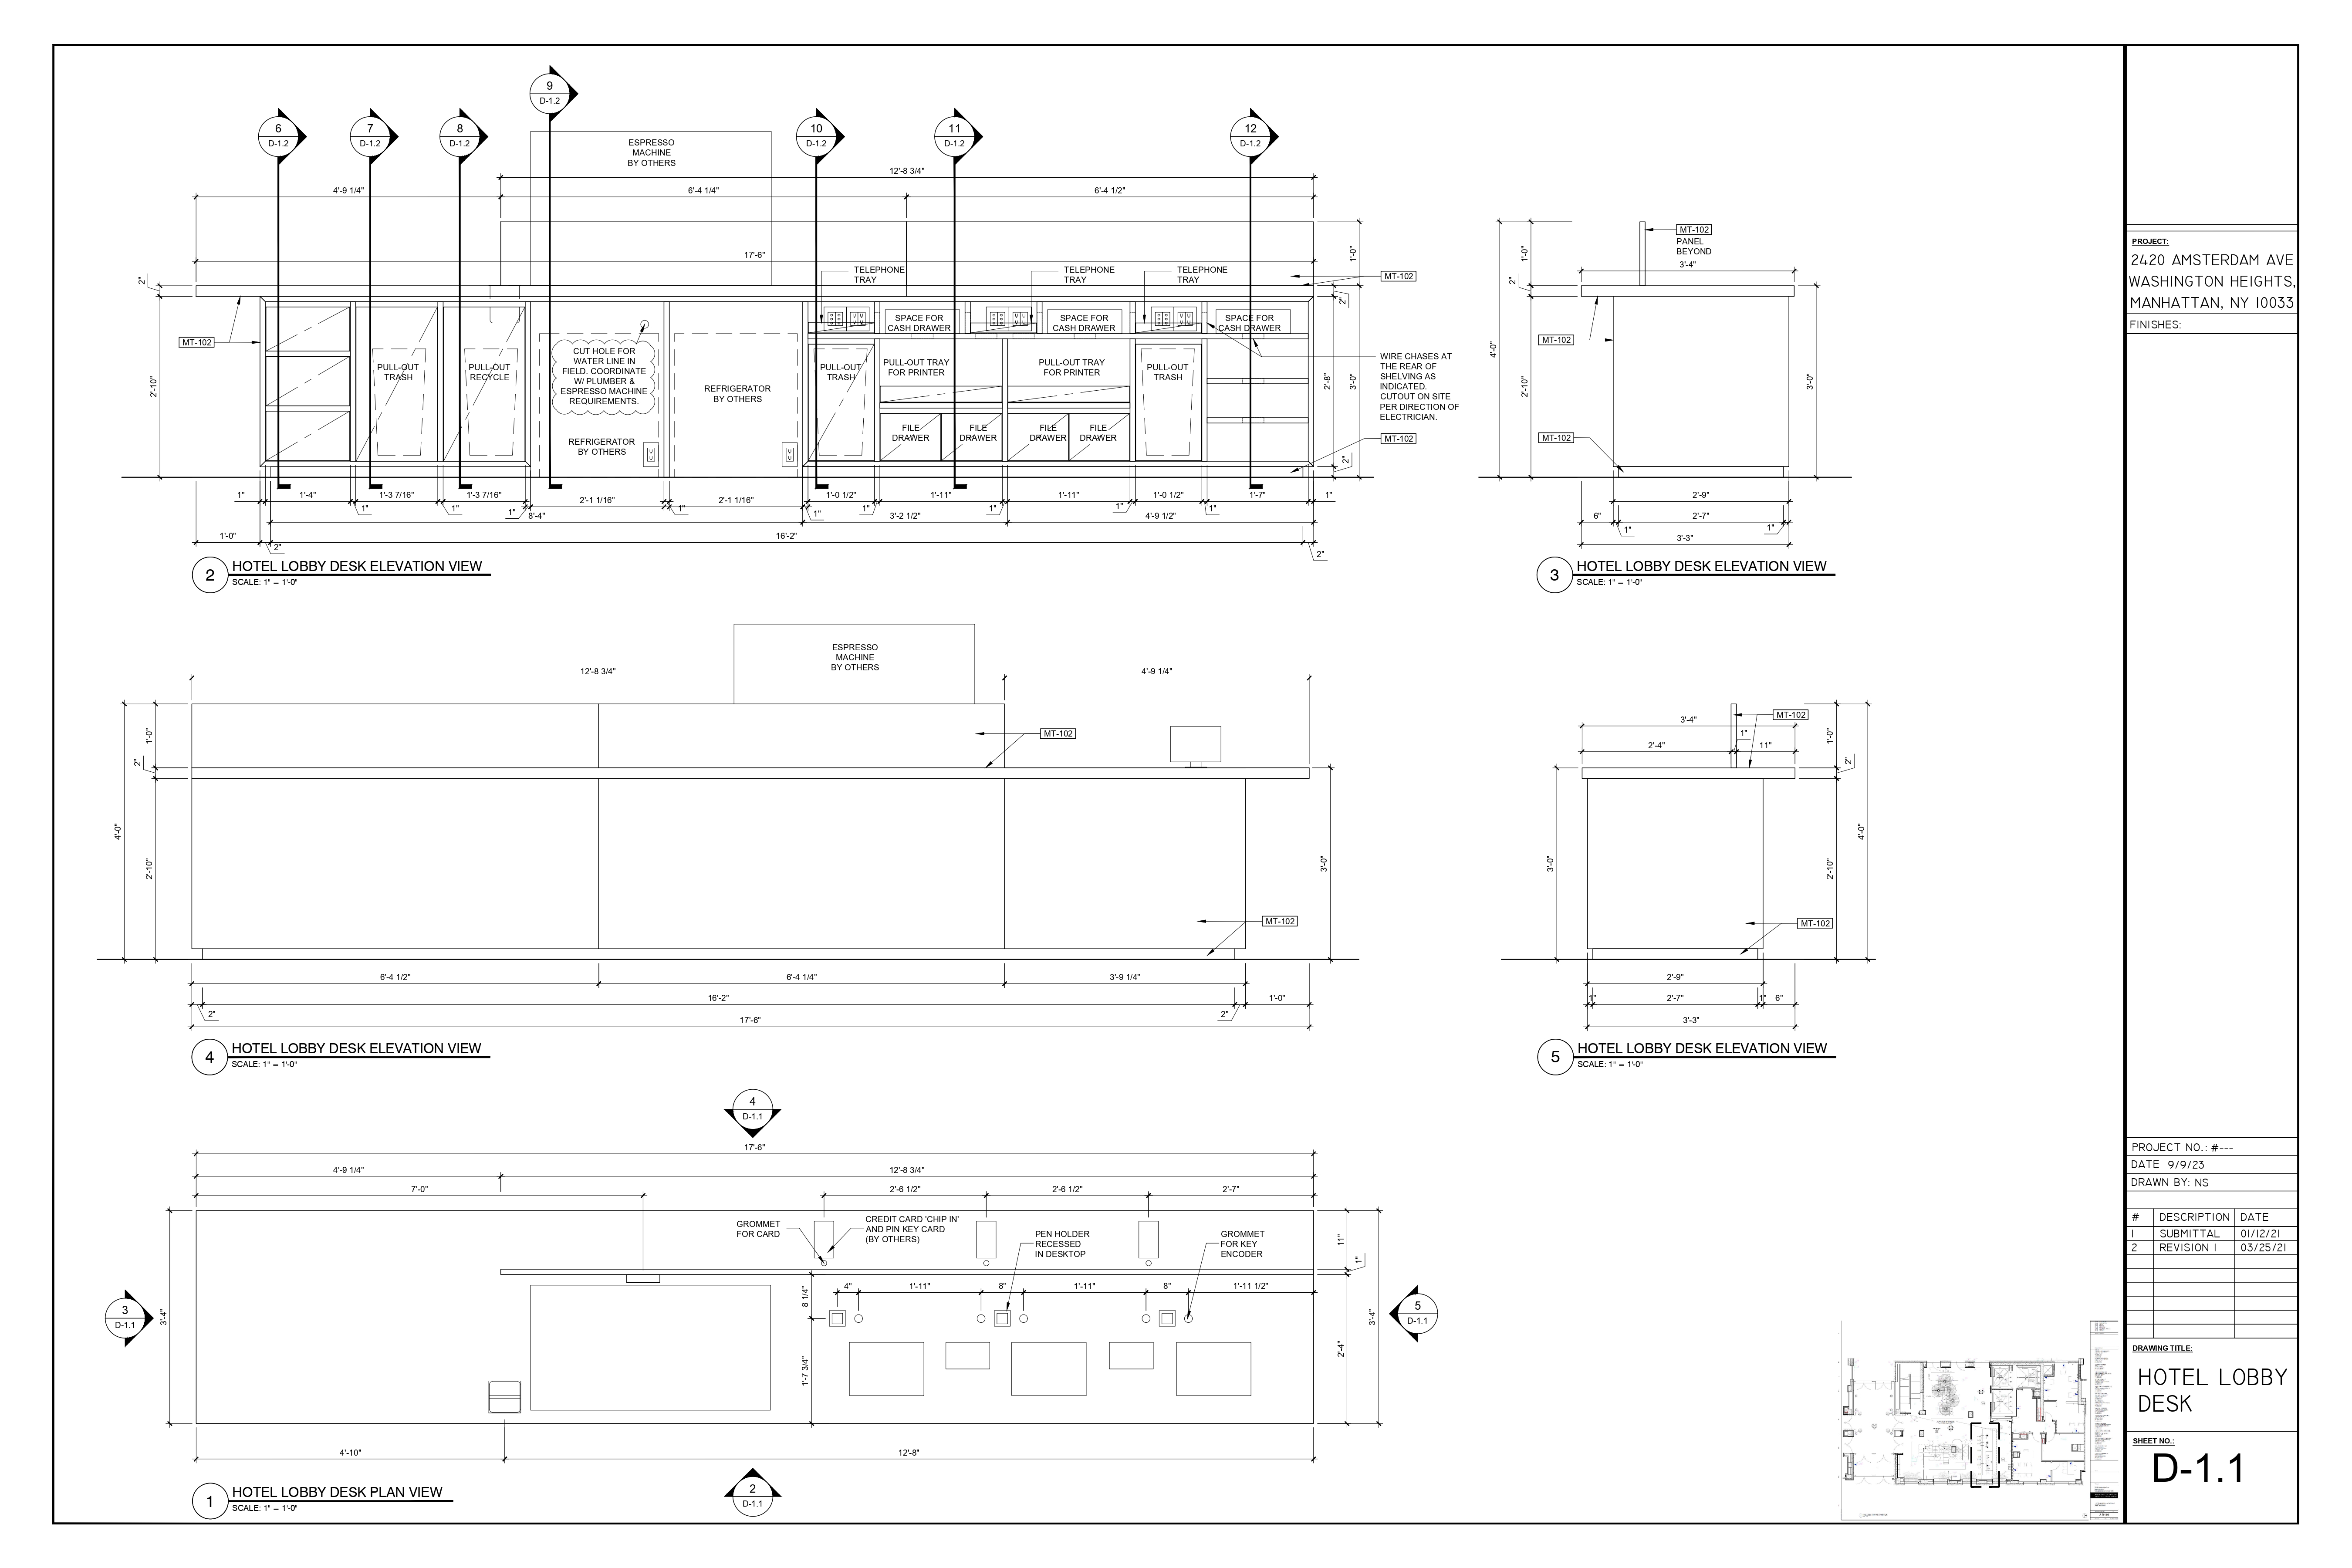 9
D-1.2
6
D-1.2
7
D-1.2
8
D-1.2
10
D-1.2
11
D-1.2
12
D-1.2
ESPRESSO
MACHINE
BY OTHERS
12'-8 3/4"
4'-9 1/4"
6'-4 1/4"
6'-4 1/2"
17'-6"
1'-0"
2"
TELEPHONE
TRAY
TELEPHONE
TRAY
TELEPHONE
TRAY
MT-102
2"
SPACE FOR
CASH DRAWER
SPACE FOR
CASH DRAWER
SPACE FOR
CASH DRAWER
MT-102
2'-10"
PULL-OUT
TRASH
PULL-OUT
RECYCLE
CUT HOLE FOR
WATER LINE IN
FIELD. COORDINATE
W/ PLUMBER &
ESPRESSO MACHINE
REQUIREMENTS.
REFRIGERATOR
BY OTHERS
REFRIGERATOR
BY OTHERS
PULL-OUT
TRASH
PULL-OUT TRAY
FOR PRINTER
PULL-OUT TRAY
FOR PRINTER
PULL-OUT
TRASH
FILE
DRAWER
FILE
DRAWER
FILE
DRAWER
FILE
DRAWER
WIRE CHASES AT
THE REAR OF
SHELVING AS
INDICATED.
CUTOUT ON SITE
PER DIRECTION OF
ELECTRICIAN.
2'-8"
3'-0"
MT-102
2"
1"
1'-4"
1"
1'-3 7/16"
1"
1'-3 7/16"
1"
2'-1 1/16"
1"
2'-1 1/16"
1"
1'-0 1/2"
1"
1'-11"
1"
1'-11"
1"
1'-0 1/2"
1"
1'-7"
1"
8'-4"
3'-2 1/2"
4'-9 1/2"
1'-0"
2"
16'-2"
2"
2
HOTEL LOBBY DESK ELEVATION VIEW
SCALE: 1" = 1'-0"
MT-102
PANEL
BEYOND
3'-4"
1'-0"
2"
4'-0"
MT-102
2'-10"
3'-0"
MT-102
2'-9"
6"
1"
2'-7"
1"
3'-3"
3
HOTEL LOBBY DESK ELEVATION VIEW
SCALE: 1" = 1'-0"
ESPRESSO
MACHINE
BY OTHERS
12'-8 3/4"
4'-9 1/4"
1'-0"
2"
MT-102
4'-0"
2'-10"
3'-0"
MT-102
6'-4 1/2"
6'-4 1/4"
3'-9 1/4"
2"
16'-2"
2"
1'-0"
17'-6"
4
HOTEL LOBBY DESK ELEVATION VIEW
SCALE: 1" = 1'-0"
MT-102
3'-4"
2'-4"
1"
11"
1'-0"
2"
3'-0"
2'-10"
4'-0"
MT-102
2'-9"
1"
2'-7"
1"
6"
3'-3"
5
HOTEL LOBBY DESK ELEVATION VIEW
SCALE: 1" = 1'-0"
4
D-1.1
17'-6"
4'-9 1/4"
12'-8 3/4"
7'-0"
2'-6 1/2"
2'-6 1/2"
2'-7"
GROMMET
FOR CARD
CREDIT CARD 'CHIP IN'
AND PIN KEY CARD
(BY OTHERS)
PEN HOLDER
RECESSED
IN DESKTOP
GROMMET
FOR KEY
ENCODER
11"
1"
4"
1'-11"
8"
1'-11"
8"
1'-11 1/2"
8 1/4"
1'-7 3/4"
3
D-1.1
3'-4"
2'-4"
3'-4"
5
D-1.1
4'-10"
12'-8"
2
D-1.1
1
HOTEL LOBBY DESK PLAN VIEW
SCALE: 1" = 1'-0"
PROJECT:
2420 AMSTERDAM AVE
WASHINGTON HEIGHTS,
MANHATTAN, NY 10033
FINISHES:
PROJECT NO.: #---
DATE 9/9/23
DRAWN BY: NS
# DESCRIPTION DATE
1 SUBMITTAL 01/12/21
2 REVISION 1 03/25/21
DRAWING TITLE:
HOTEL LOBBY
DESK
SHEET NO.:
D-1.1